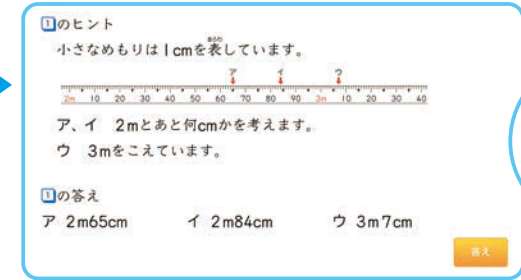 1のヒント
小さなめもりは1cmを表しています。
あらわ
ア イ ウ
2m 10 20 30 40 50 60 70 80 90 3m 10 20 30 40
ア、イ 2mとあと何cmかを考えます。
ウ 3mをこえています。
1の答え
ア 2m65cm イ 2m84cm ウ 3m7cm
答え